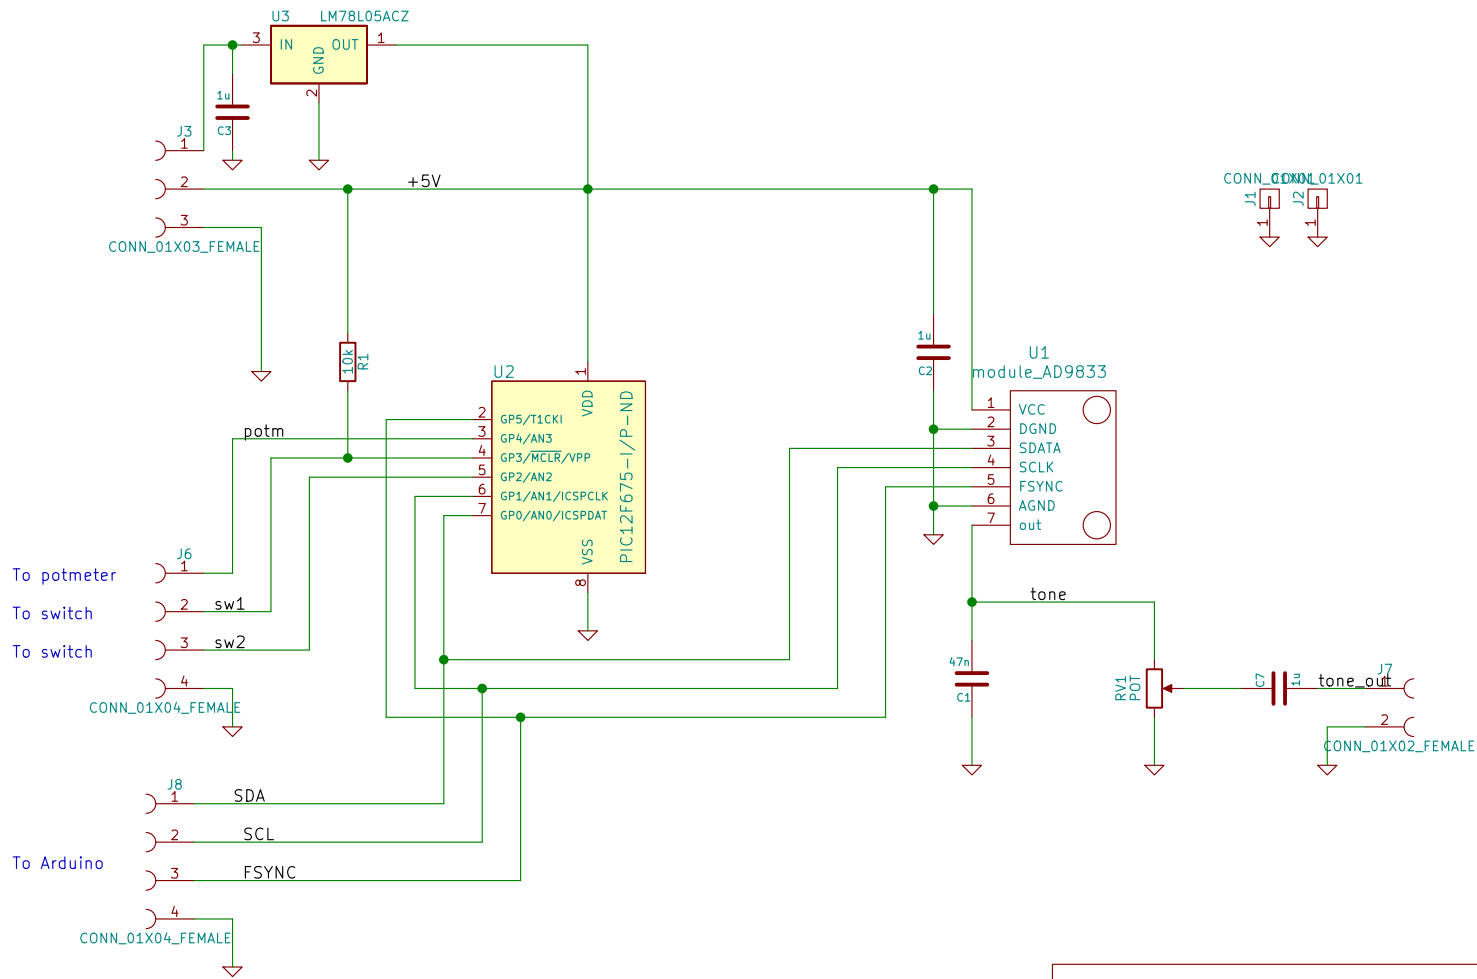 U3 LM78L05ACZ
3 IN OUT 1
GND
2
1u
C3
J3
1
2
+5V
3
CONN_01X03_FEMALE
CONN_01X01
CONN_01X01
J1
J2
1
1
10k
R1
1u
C2
U1
module_AD9833
1 VCC
2 DGND
3 SDATA
4 SCLK
5 FSYNC
6 AGND
7 out
U2
1
VDD
2 GP5/T1CKI
3 GP4/AN3
4 GP3/MCLR/VPP
5 GP2/AN2
6 GP1/AN1/ICSPCLK
7 GP0/AN0/ICSPDAT
VSS
8
PIC12F675-I/P-ND
potm
J6
To potmeter 1
To switch 2 sw1
To switch 3 sw2
4
CONN_01X04_FEMALE
tone
47n
C1
RV1
POT
C7
1u
tone_out
J7
1
2
CONN_01X02_FEMALE
J8
1 SDA
2 SCL
To Arduino
3 FSYNC
4
CONN_01X04_FEMALE